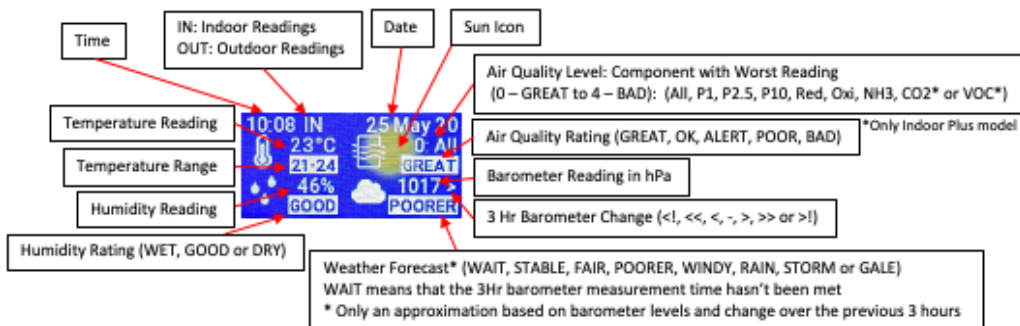 Time
IN: Indoor Readings
OUT: Outdoor Readings
Date
Sun Icon
Air Quality Level: Component with Worst Reading
(0 – GREAT to 4 – BAD): (All, P1, P2.5, P10, Red, Oxi, NH3, CO2* or VOC*)
Temperature Reading
10:08 IN 25 May 20
Air Quality Rating (GREAT, OK, ALERT, POOR, BAD)
*Only Indoor Plus model
23°C 0: All
Temperature Range
21-24 GREAT
Barometer Reading in hPa
46% 1017 >
Humidity Reading
GOOD POORER
3 Hr Barometer Change (<!, <<, <, -, >, >> or >!)
Humidity Rating (WET, GOOD or DRY)
Weather Forecast* (WAIT, STABLE, FAIR, POORER, WINDY, RAIN, STORM or GALE)
WAIT means that the 3Hr barometer measurement time hasn't been met
* Only an approximation based on barometer levels and change over the previous 3 hours